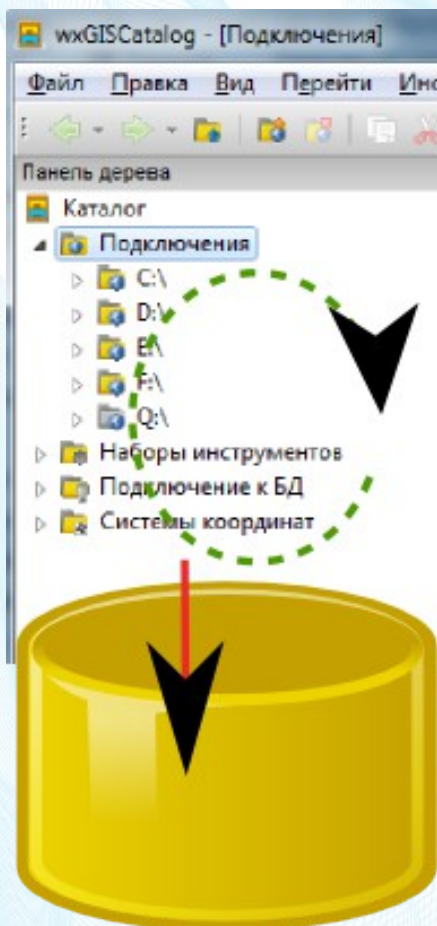 wxGISCatalog - [Подключения]
Файл Правка Вид Перейти
Панель дерева
Каталог
Подключения
C:\
D:\
E:\
F:\
Q:\
Наборы инструментов
Подключение к БД
Системы координат